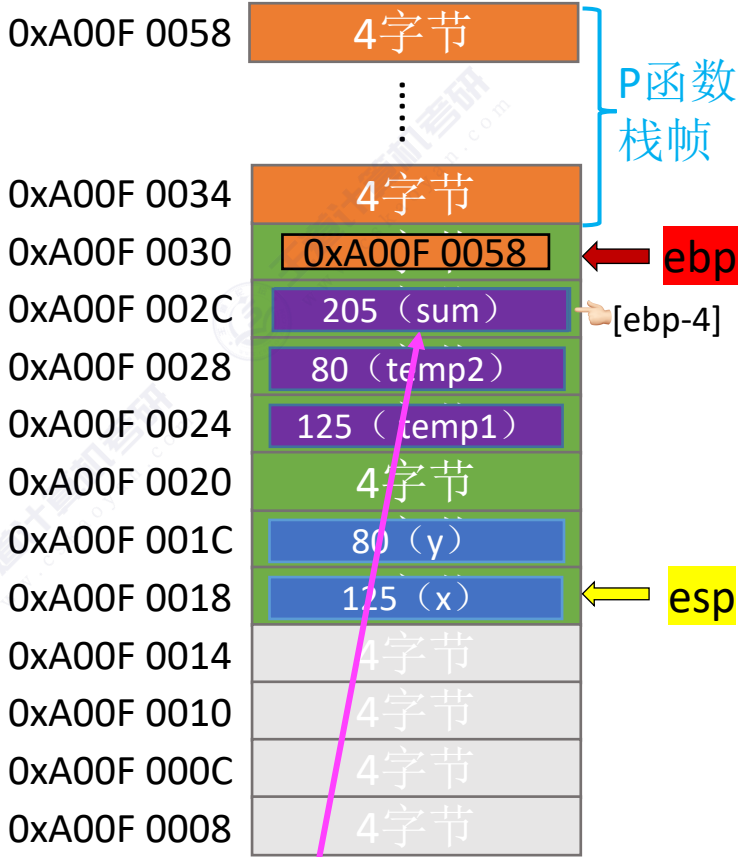 0xA00F 0058 4字节
P函数
栈帧
……
0xA00F 0034 4字节
0xA00F 0030 0xA00F 0058 ebp
0xA00F 002C 205（sum） [ebp-4]
0xA00F 0028 80（temp2）
0xA00F 0024 125（temp1）
0xA00F 0020 4字节
0xA00F 001C 80（y）
0xA00F 0018 125（x） esp
0xA00F 0014 4字节
0xA00F 0010 4字节
0xA00F 000C 4字节
0xA00F 0008 4字节